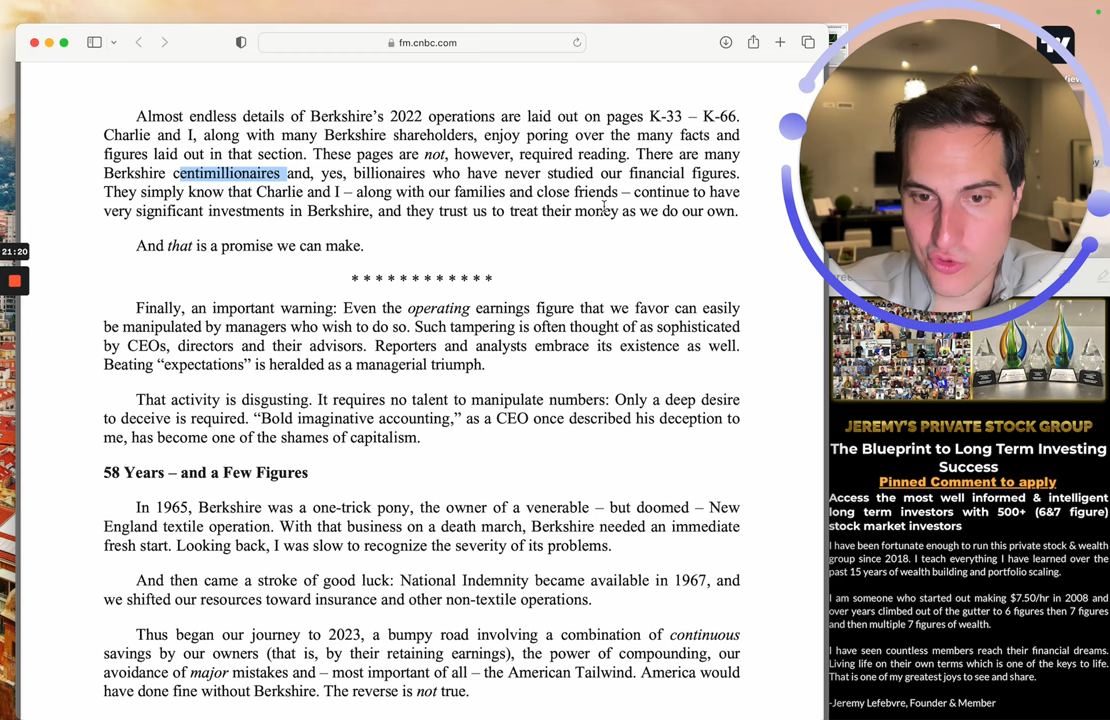 fm.cnbc.com
Almost endless details of Berkshire's 2022 operations are laid out on pages K-33 – K-66.
Charlie and I, along with many Berkshire shareholders, enjoy poring over the many facts and
figures laid out in that section. These pages are not, however, required reading. There are many
Berkshire centimillionaires and, yes, billionaires who have never studied our financial figures.
They simply know that Charlie and I – along with our families and close friends – continue to have
very significant investments in Berkshire, and they trust us to treat their money as we do our own.
And that is a promise we can make.
21:20
* * * * * * * * * * * *
Finally, an important warning: Even the operating earnings figure that we favor can easily
be manipulated by managers who wish to do so. Such tampering is often thought of as sophisticated
by CEOs, directors and their advisors. Reporters and analysts embrace its existence as well.
Beating “expectations” is heralded as a managerial triumph.
That activity is disgusting. It requires no talent to manipulate numbers: Only a deep desire
to deceive is required. “Bold imaginative accounting,” as a CEO once described his deception to
me, has become one of the shames of capitalism.
58 Years – and a Few Figures
In 1965, Berkshire was a one-trick pony, the owner of a venerable – but doomed – New
England textile operation. With that business on a death march, Berkshire needed an immediate
fresh start. Looking back, I was slow to recognize the severity of its problems.
And then came a stroke of good luck: National Indemnity became available in 1967, and
we shifted our resources toward insurance and other non-textile operations.
Thus began our journey to 2023, a bumpy road involving a combination of continuous
savings by our owners (that is, by their retaining earnings), the power of compounding, our
avoidance of major mistakes and – most important of all – the American Tailwind. America would
have done fine without Berkshire. The reverse is not true.
JEREMY'S PRIVATE STOCK GROUP
The Blueprint to Long Term Investing
Success
Pinned Comment to apply
Access the most well informed & intelligent
long term investors with 500+ (6&7 figure)
stock market investors
I have been fortunate enough to run this private stock & wealth
group since 2018. I teach everything I have learned over the
past 15 years of wealth building and portfolio scaling.
I am someone who started out making $7.50/hr in 2008 and
over years climbed out of the gutter to 6 figures then 7 figures
and then multiple 7 figures of wealth.
I have seen countless members reach their financial dreams.
Living life on their own terms which is one of the keys to life.
That is one of my greatest joys to see and share.
-Jeremy Lefebvre, Founder & Member